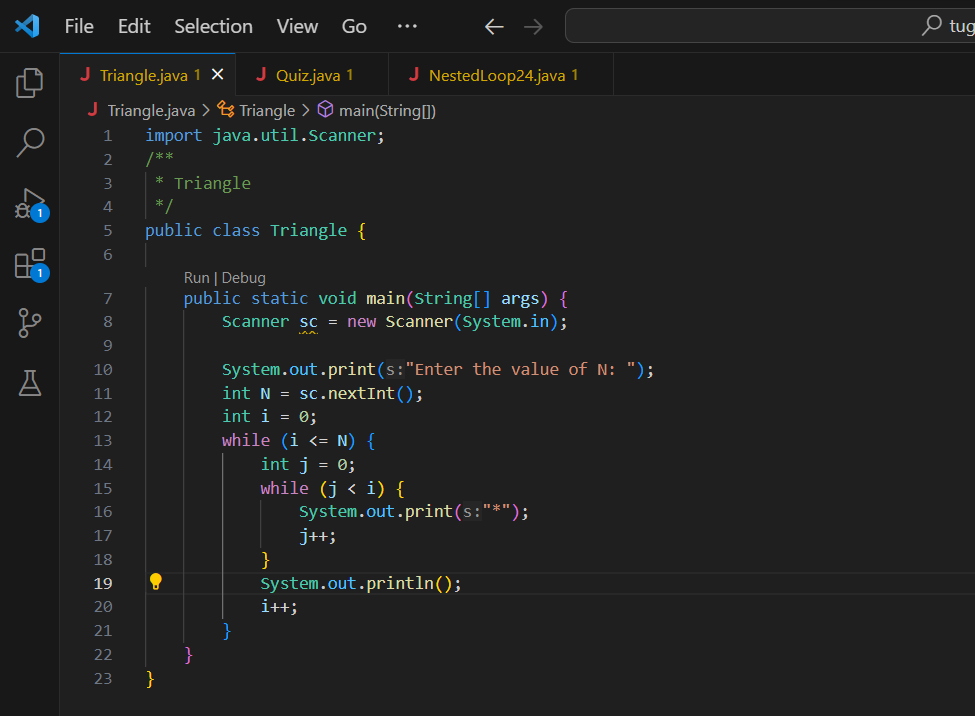 File Edit Selection View Go ··· ← → tug
J Triangle.java 1 × J Quiz.java 1 J NestedLoop24.java 1
J Triangle.java > Triangle > main(String[])
1 import java.util.Scanner;
2 /**
3  * Triangle
4  */
5 public class Triangle {
6
Run | Debug
7     public static void main(String[] args) {
8         Scanner sc = new Scanner(System.in);
9
10         System.out.print(s:"Enter the value of N: ");
11         int N = sc.nextInt();
12         int i = 0;
13         while (i <= N) {
14             int j = 0;
15             while (j < i) {
16                 System.out.print(s:"*");
17                 j++;
18             }
19             System.out.println();
20             i++;
21         }
22     }
23 }
1
1